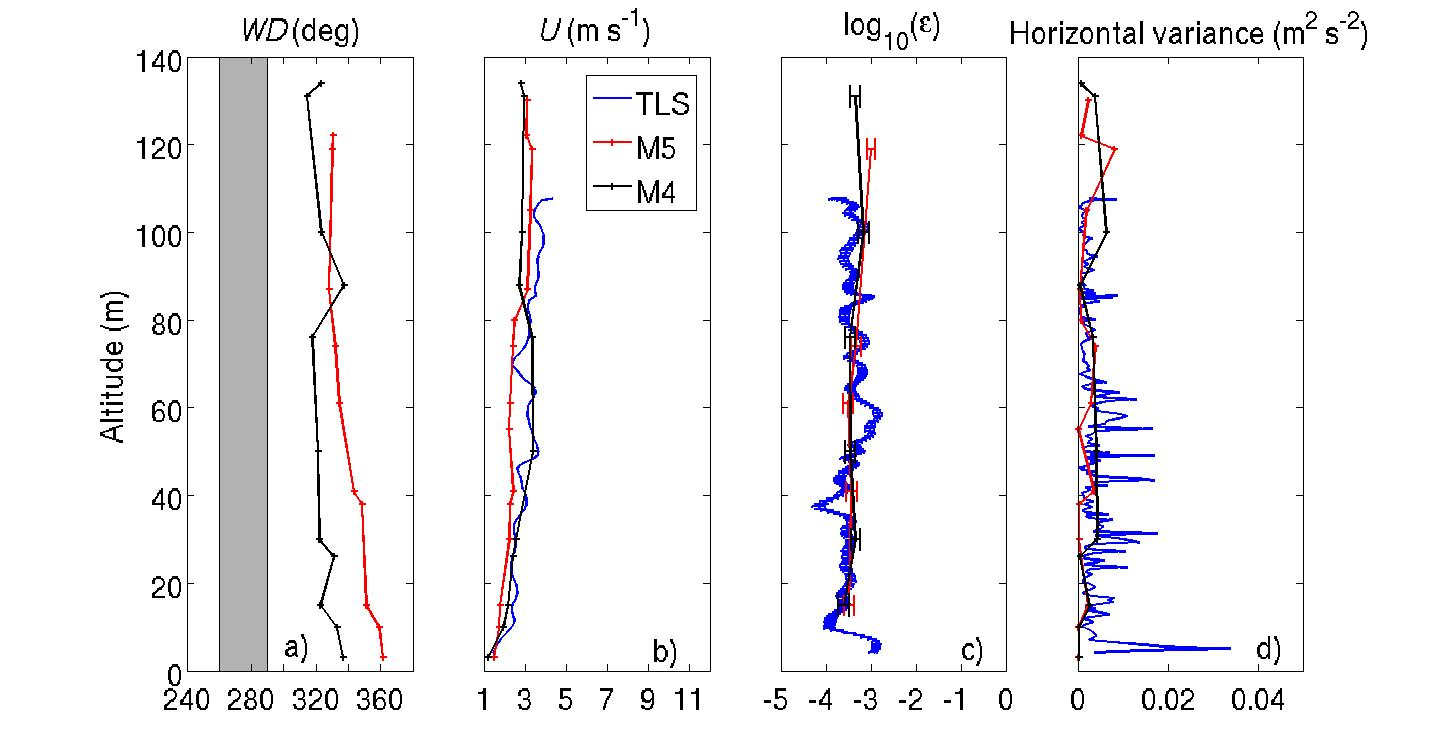 WD (deg)
U (m s-1)
log10(ε)
Horizontal variance (m2 s-2)
Altitude (m)
140
120
100
80
60
40
20
0
TLS
M5
M4
a)
b)
c)
d)
240 280 320 360
1 3 5 7 9 11
-5 -4 -3 -2 -1 0
0 0.02 0.04